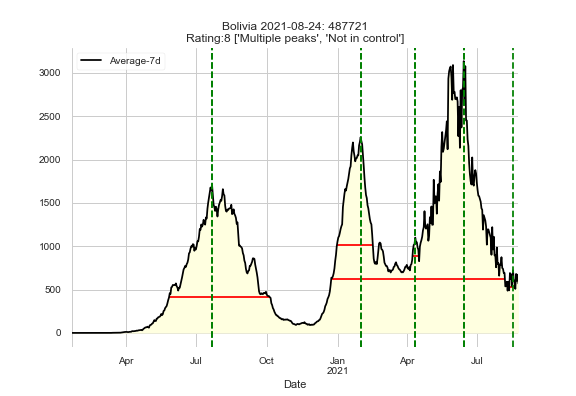 Bolivia 2021-08-24: 487721
Rating:8 ['Multiple peaks', 'Not in control']
Average-7d
3000
2500
2000
1500
1000
500
0
Apr Jul Oct Jan Apr Jul
2021
Date